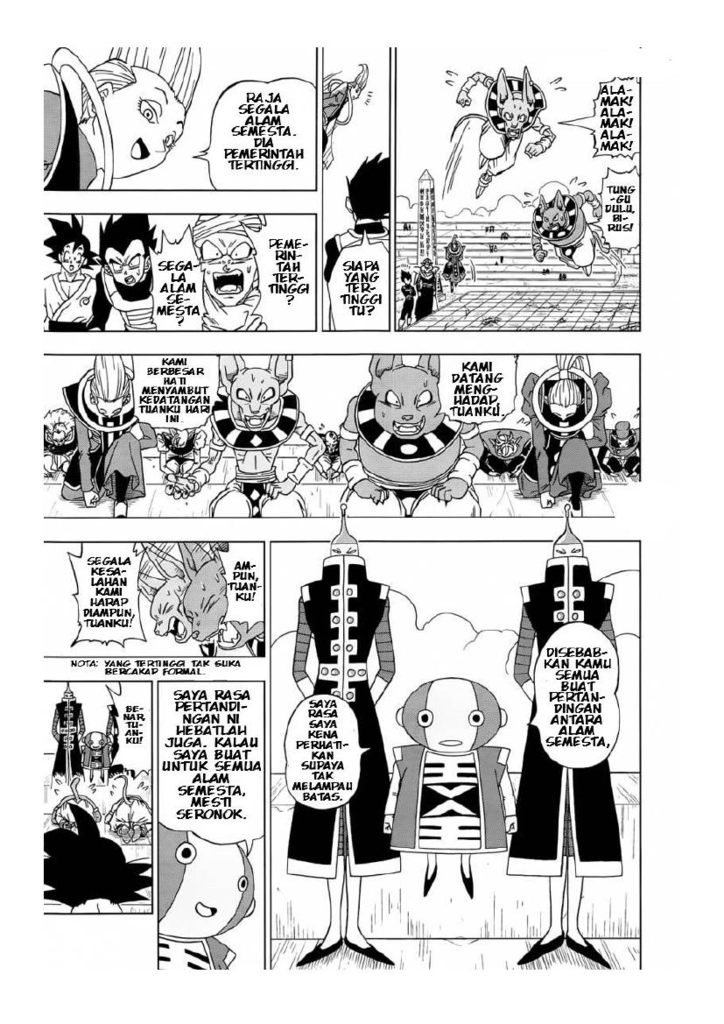 ALA-
MAK!
ALA-
MAK!
ALA-
MAK!
TUNG-
-GU
DULU,
BI-
RUS!
SIAPA
YANG
TER-
TINGGI
TU?
RAJA
SEGALA
ALAM
SEMESTA.
DIA
PEMERINTAH
TERTINGGI.
PEME-
RIN-
TAH
TER-
TINGGI
?
SEGA-
LA
ALAM
SE-
MESTA
?
KAMI
DATANG
MENG-
HADAP,
TUANKU.
KAMI
BERBESAR
HATI
MENYAMBUT
KEDATANGAN
TUANKU HARI
INI.
DISEBAB-
KAN KAMU
SEMUA
BUAT
PERTAN-
DINGAN
ANTARA
ALAM
SEMESTA,
SAYA
RASA
SAYA
KENA
PERHATI-
KAN
SUPAYA
TAK
MELAMPAU
BATAS.
AM-
PUN,
TUAN-
KU!
SEGALA
KESA-
LAHAN
KAMI
HARAP
DIAMPUN,
TUANKU!
NOTA: YANG TERTINGGI TAK SUKA
BERCAKAP FORMAL.
SAYA RASA
PERTANDI-
NGAN NI
HEBATLAH
JUGA. KALAU
SAYA BUAT
UNTUK SEMUA
ALAM
SEMESTA,
MESTI
SERONOK.
BE-
NAR,
TU-
AN-
KU!